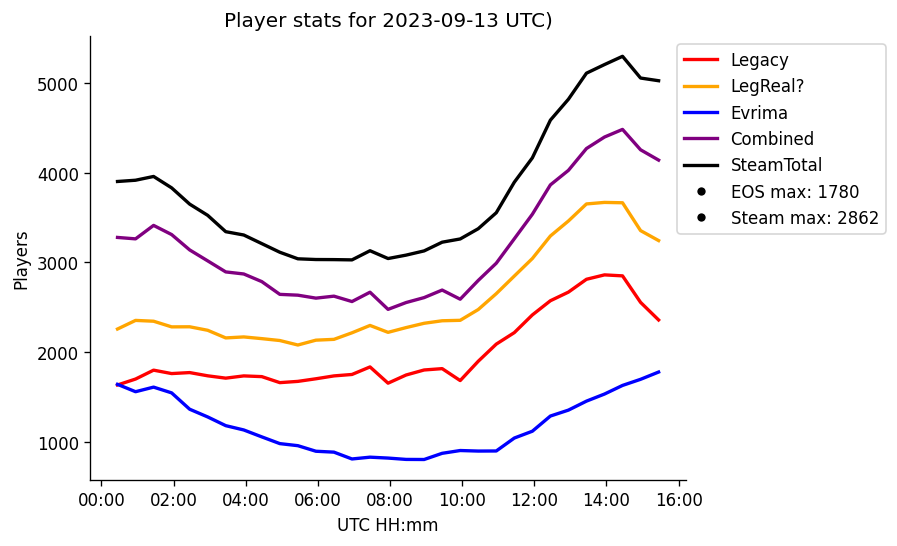 Player stats for 2023-09-13 UTC)
Legacy
LegReal?
Evrima
Combined
SteamTotal
EOS max: 1780
Steam max: 2862
Players
5000
4000
3000
2000
1000
00:00 02:00 04:00 06:00 08:00 10:00 12:00 14:00 16:00
UTC HH:mm